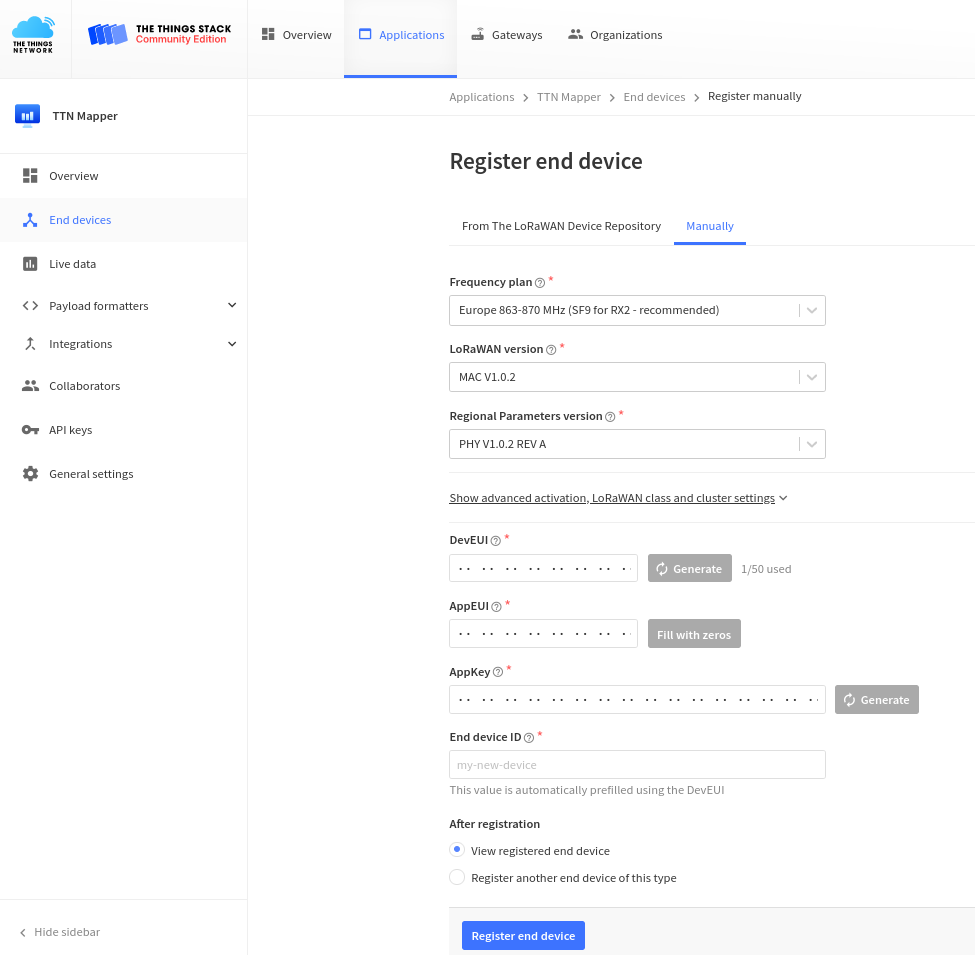 THE THINGS
NETWORK
THE THINGS STACK
Community Edition
Overview
Applications
Gateways
Organizations
TTN Mapper
Overview
End devices
Live data
Payload formatters
Integrations
Collaborators
API keys
General settings
Hide sidebar
Applications > TTN Mapper > End devices > Register manually
Register end device
From The LoRaWAN Device Repository
Manually
Frequency plan ? *
Europe 863-870 MHz (SF9 for RX2 - recommended)
LoRaWAN version ? *
MAC V1.0.2
Regional Parameters version ? *
PHY V1.0.2 REV A
Show advanced activation, LoRaWAN class and cluster settings
DevEUI ? *
Generate
1/50 used
AppEUI ? *
Fill with zeros
AppKey ? *
Generate
End device ID ? *
my-new-device
This value is automatically prefilled using the DevEUI
After registration
View registered end device
Register another end device of this type
Register end device